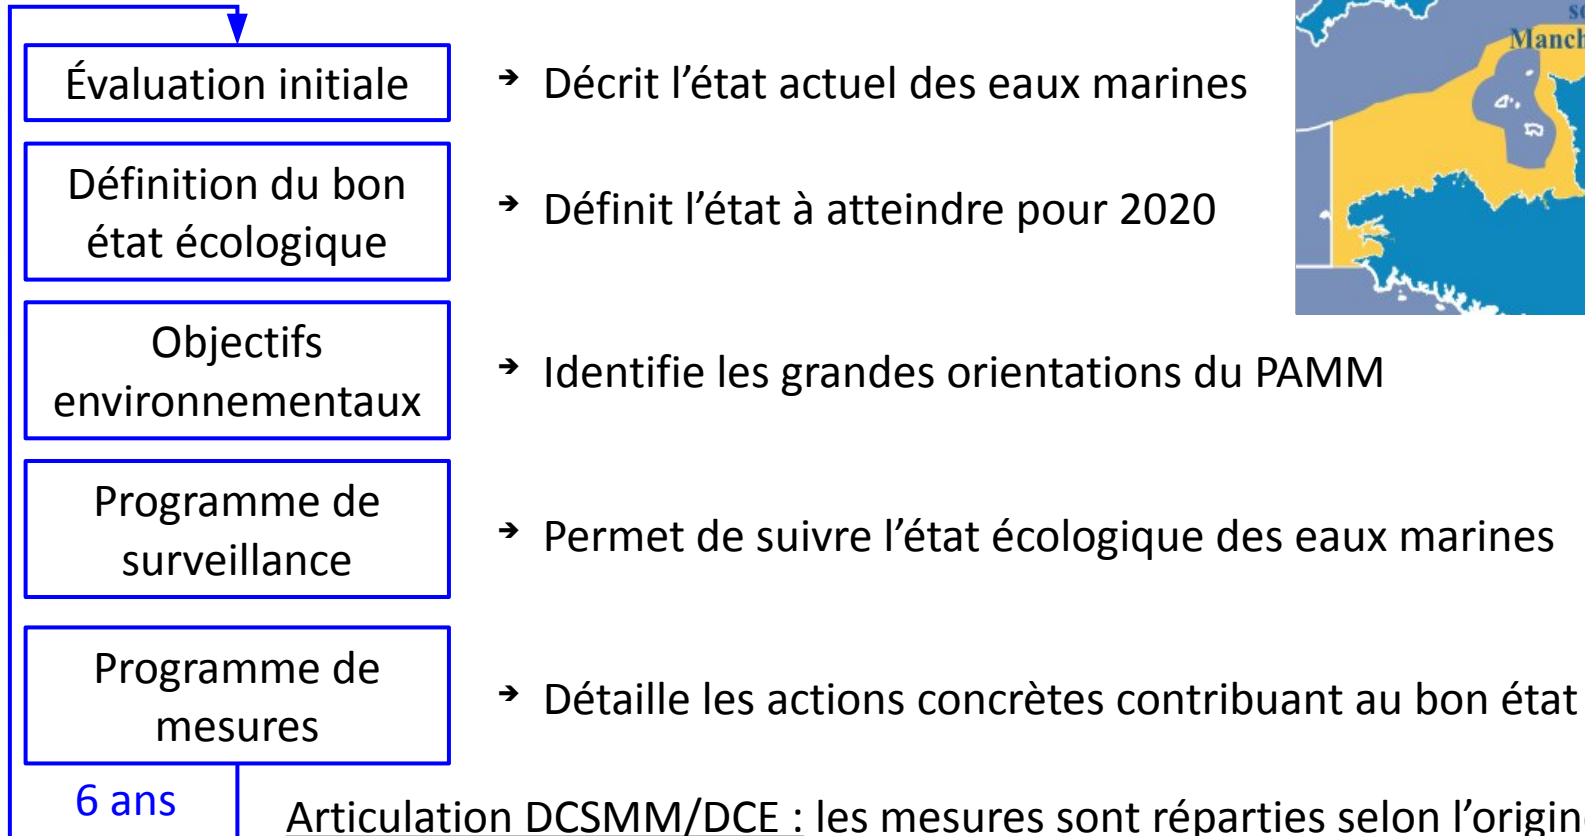 Évaluation initiale
➔ Décrit l’état actuel des eaux marines
Définition du bon
état écologique
➔ Définit l’état à atteindre pour 2020
Objectifs
environnementaux
➔ Identifie les grandes orientations du PAMM
Programme de
surveillance
➔ Permet de suivre l’état écologique des eaux marines
Programme de
mesures
➔ Détaille les actions concrètes contribuant au bon état
6 ans
Articulation DCSMM/DCE : les mesures sont réparties selon